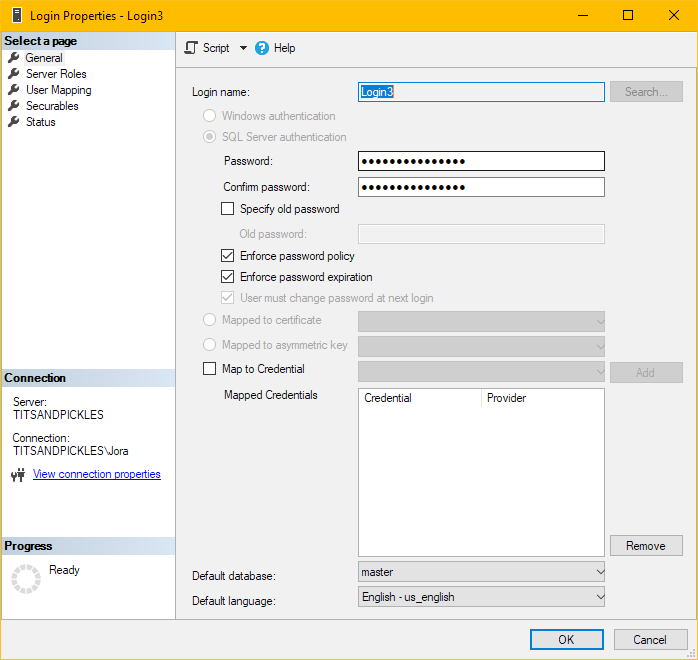 Login Properties - Login3
Select a page
General
Server Roles
User Mapping
Securables
Status
Connection
Server:
TITSANDPICKLES
Connection:
TITSANDPICKLES\Jora
View connection properties
Progress
Ready
Script
Help
Login name:
Login3
Search...
Windows authentication
SQL Server authentication
Password:
●●●●●●●●●●●●●●●
Confirm password:
●●●●●●●●●●●●●●●
Specify old password
Old password:
Enforce password policy
Enforce password expiration
User must change password at next login
Mapped to certificate
Mapped to asymmetric key
Map to Credential
Add
Mapped Credentials
Credential Provider
Remove
Default database:
master
Default language:
English - us_english
OK
Cancel